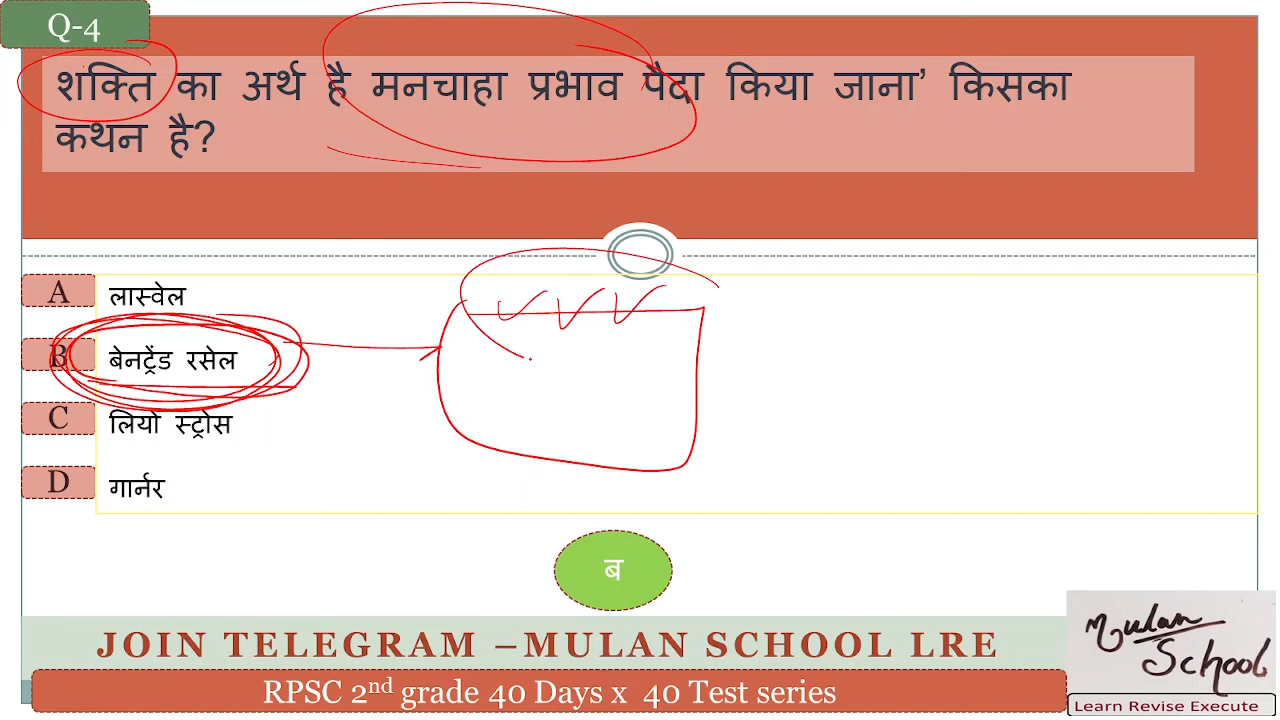 Q-4
शक्ति का अर्थ है मनचाहा प्रभाव पैदा किया जाना’ किसका
कथन है?
A लास्वेल
B बेनट्रेंड रसेल
C लियो स्ट्रोस
D गार्नर
ब
JOIN TELEGRAM –MULAN SCHOOL LRE
RPSC 2nd grade 40 Days x 40 Test series
Mulan
School
Learn Revise Execute